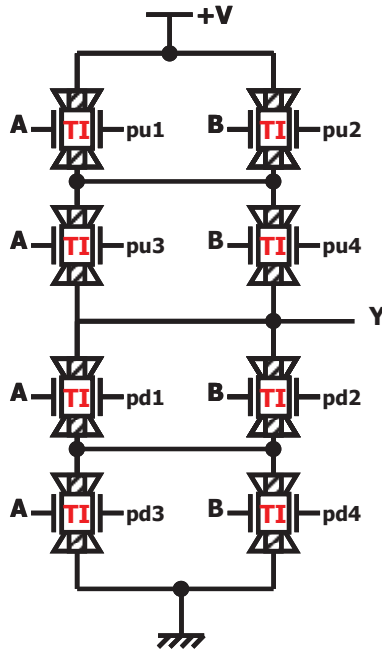 +V
A TI pu1 B TI pu2
A TI pu3 B TI pu4
Y
A TI pd1 B TI pd2
A TI pd3 B TI pd4